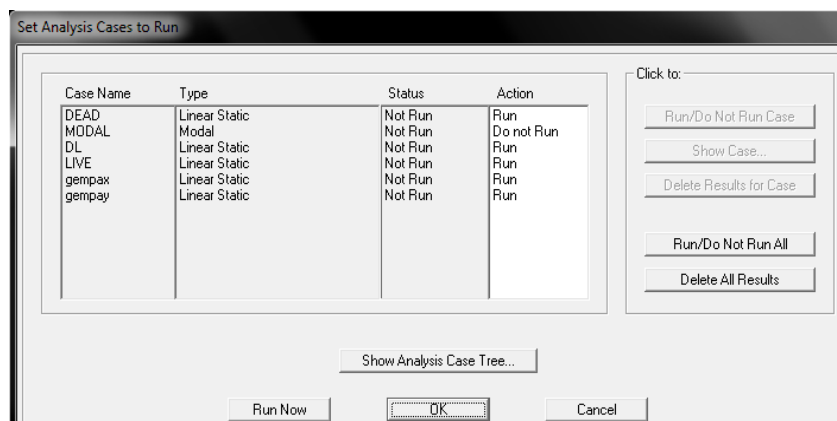 Set Analysis Cases to Run
Case Name Type Status Action
DEAD Linear Static Not Run Run
MODAL Modal Not Run Do not Run
DL Linear Static Not Run Run
LIVE Linear Static Not Run Run
gempax Linear Static Not Run Run
gempay Linear Static Not Run Run
Click to:
Run/Do Not Run Case
Show Case...
Delete Results for Case
Run/Do Not Run All
Delete All Results
Show Analysis Case Tree...
Run Now OK Cancel